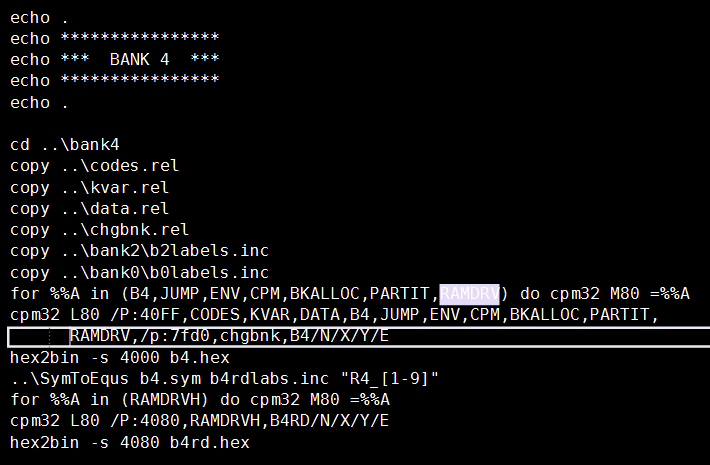 echo .
echo ****************
echo ***  BANK 4  ***
echo ****************
echo .

cd ..\bank4
copy ..\codes.rel
copy ..\kvar.rel
copy ..\data.rel
copy ..\chgbnk.rel
copy ..\bank2\b2labels.inc
copy ..\bank0\b0labels.inc
for %%A in (B4,JUMP,ENV,CPM,BKALLOC,PARTIT,RAMDRV) do cpm32 M80 =%%A
cpm32 L80 /P:40FF,CODES,KVAR,DATA,B4,JUMP,ENV,CPM,BKALLOC,PARTIT,
RAMDRV,/p:7fd0,chgbnk,B4/N/X/Y/E
hex2bin -s 4000 b4.hex
..\SymToEqus b4.sym b4rdlabs.inc "R4_[1-9]"
for %%A in (RAMDRVH) do cpm32 M80 =%%A
cpm32 L80 /P:4080,RAMDRVH,B4RD/N/X/Y/E
hex2bin -s 4080 b4rd.hex